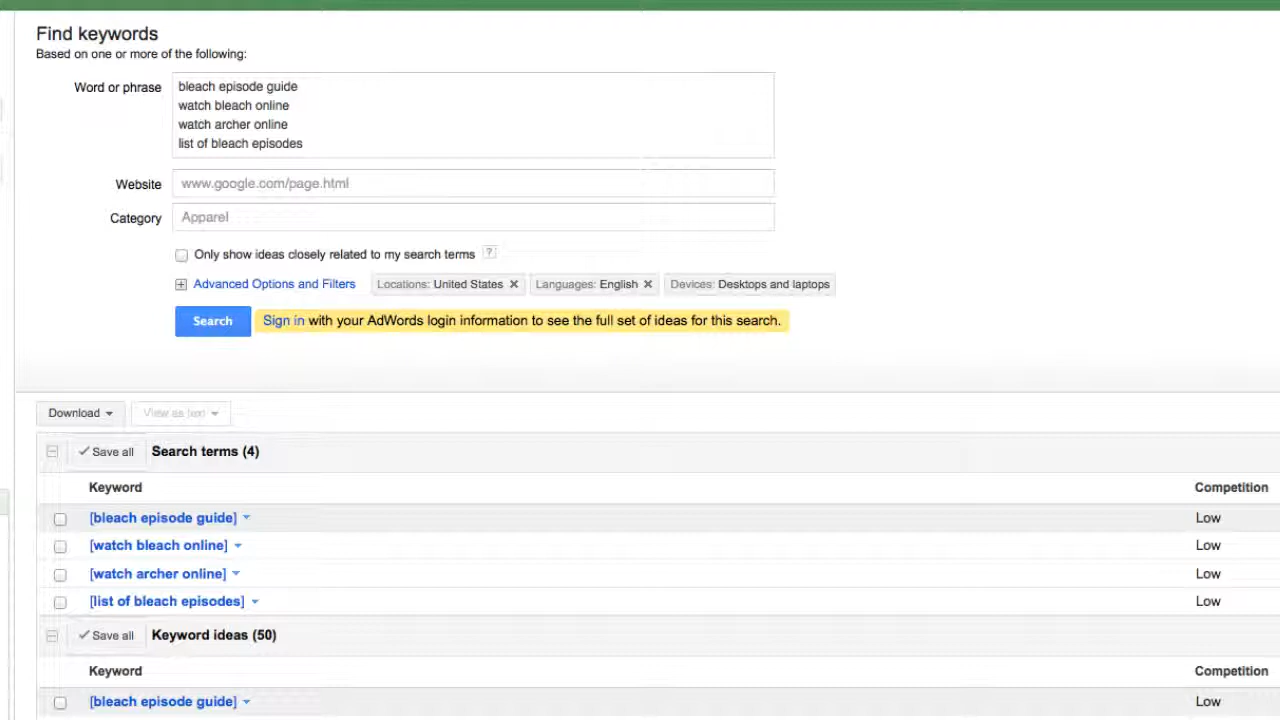 Find keywords
Based on one or more of the following:
Word or phrase
bleach episode guide
watch bleach online
watch archer online
list of bleach episodes
Website www.google.com/page.html
Category Apparel
Only show ideas closely related to my search terms ?
Advanced Options and Filters Locations: United States × Languages: English × Devices: Desktops and laptops
Search Sign in with your AdWords login information to see the full set of ideas for this search.
Download View as text
Save all Search terms (4)
Keyword Competition
[bleach episode guide] Low
[watch bleach online] Low
[watch archer online] Low
[list of bleach episodes] Low
Save all Keyword ideas (50)
Keyword Competition
[bleach episode guide] Low